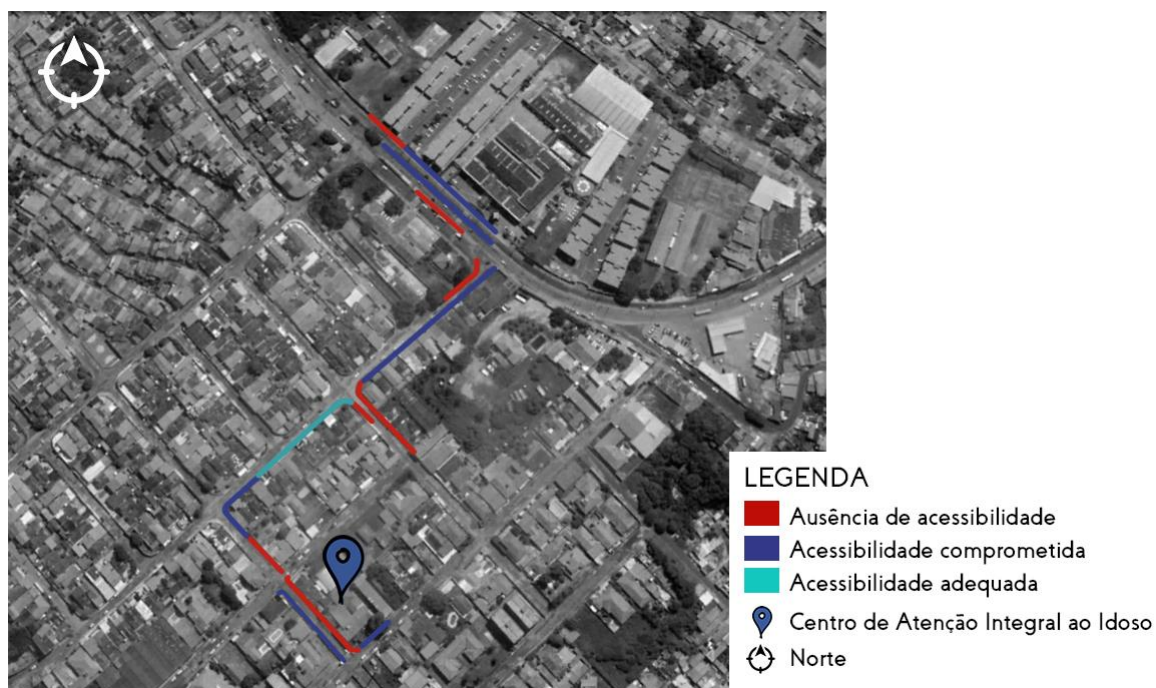 LEGENDA
Ausência de acessibilidade
Acessibilidade comprometida
Acessibilidade adequada
Centro de Atenção Integral ao Idoso
Norte